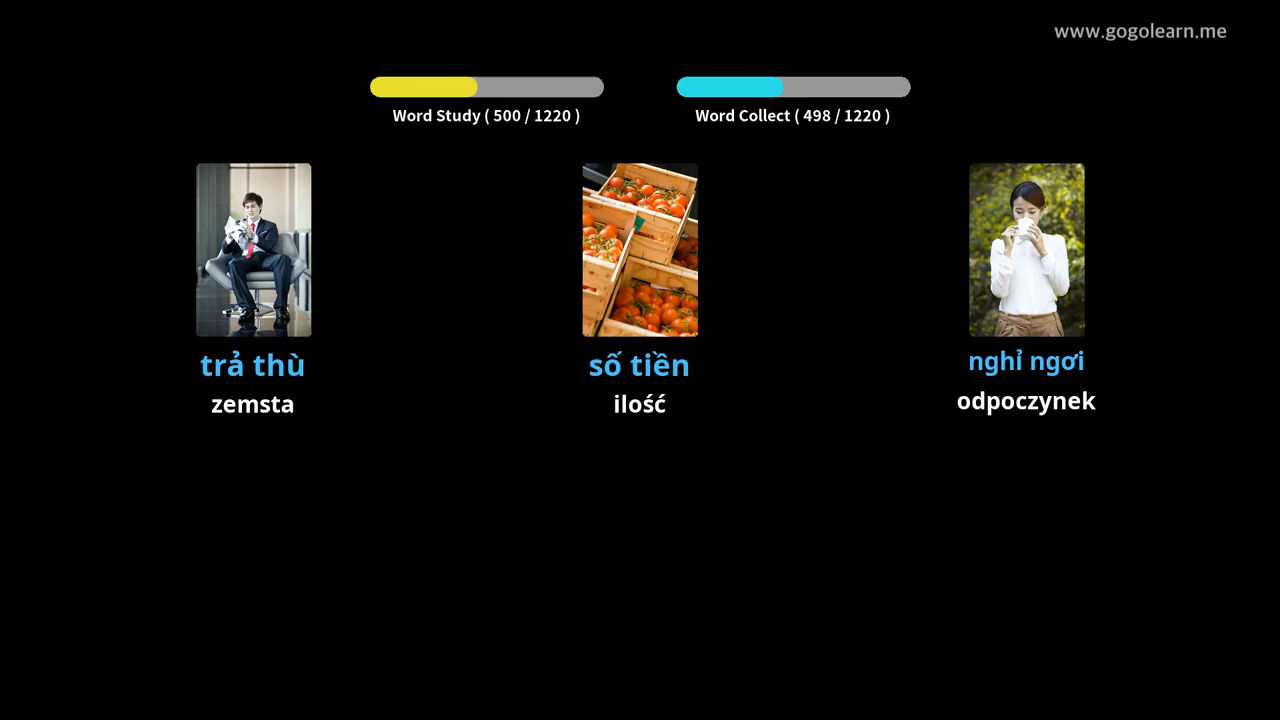 www.gogolearn.me
Word Study ( 500 / 1220 )
Word Collect ( 498 / 1220 )
trả thù
zemsta
số tiền
ilość
nghỉ ngơi
odpoczynek